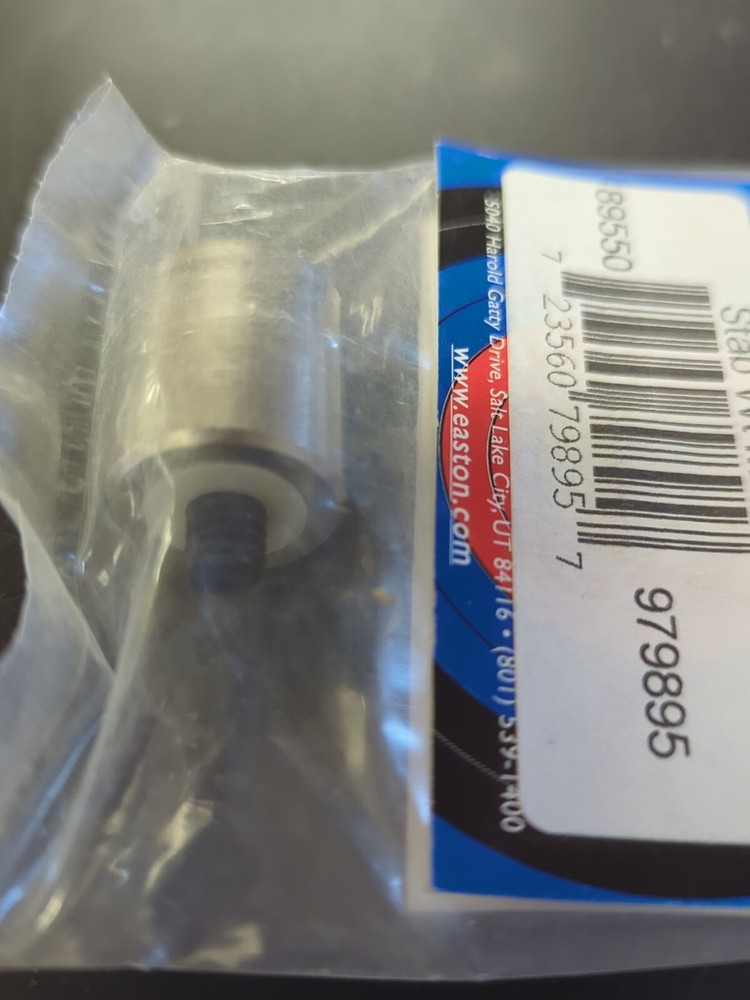 5040 Harold Gatty Drive, Salt Lake City, UT 84116 • (801) 539-1400
www.easton.com
89550
7 23560 79895 7
979895
Stab